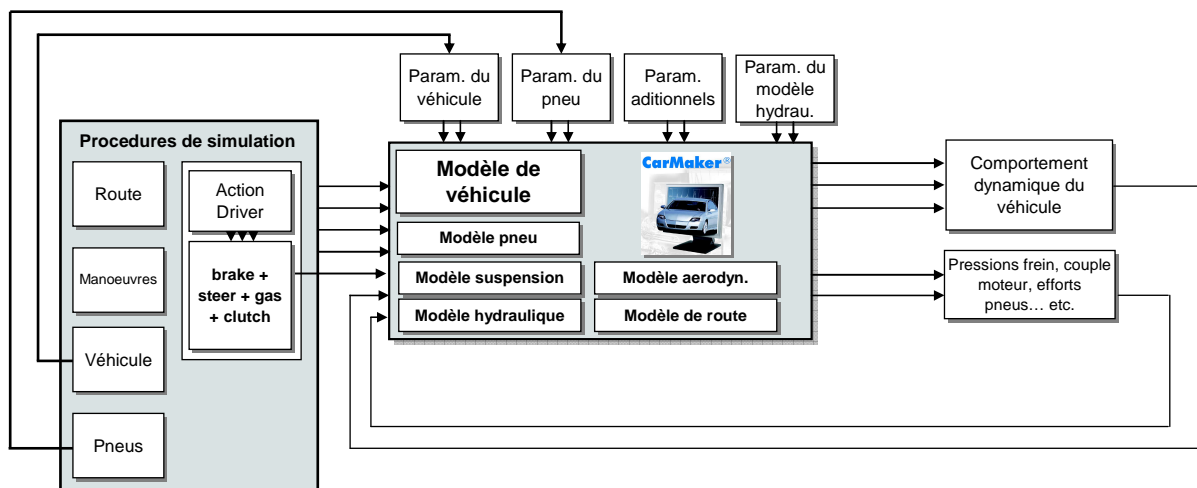 Param. du
véhicule
Param. du
pneu
Param.
aditionnels
Param. du
modèle
hydrau.
Procedures de simulation
Route
Manoeuvres
Véhicule
Pneus
Action
Driver
brake +
steer + gas
+ clutch
Modèle de
véhicule
Modèle pneu
Modèle suspension
Modèle hydraulique
CarMaker®
Modèle aerodyn.
Modèle de route
Comportement
dynamique du
véhicule
Pressions frein, couple
moteur, efforts
pneus… etc.